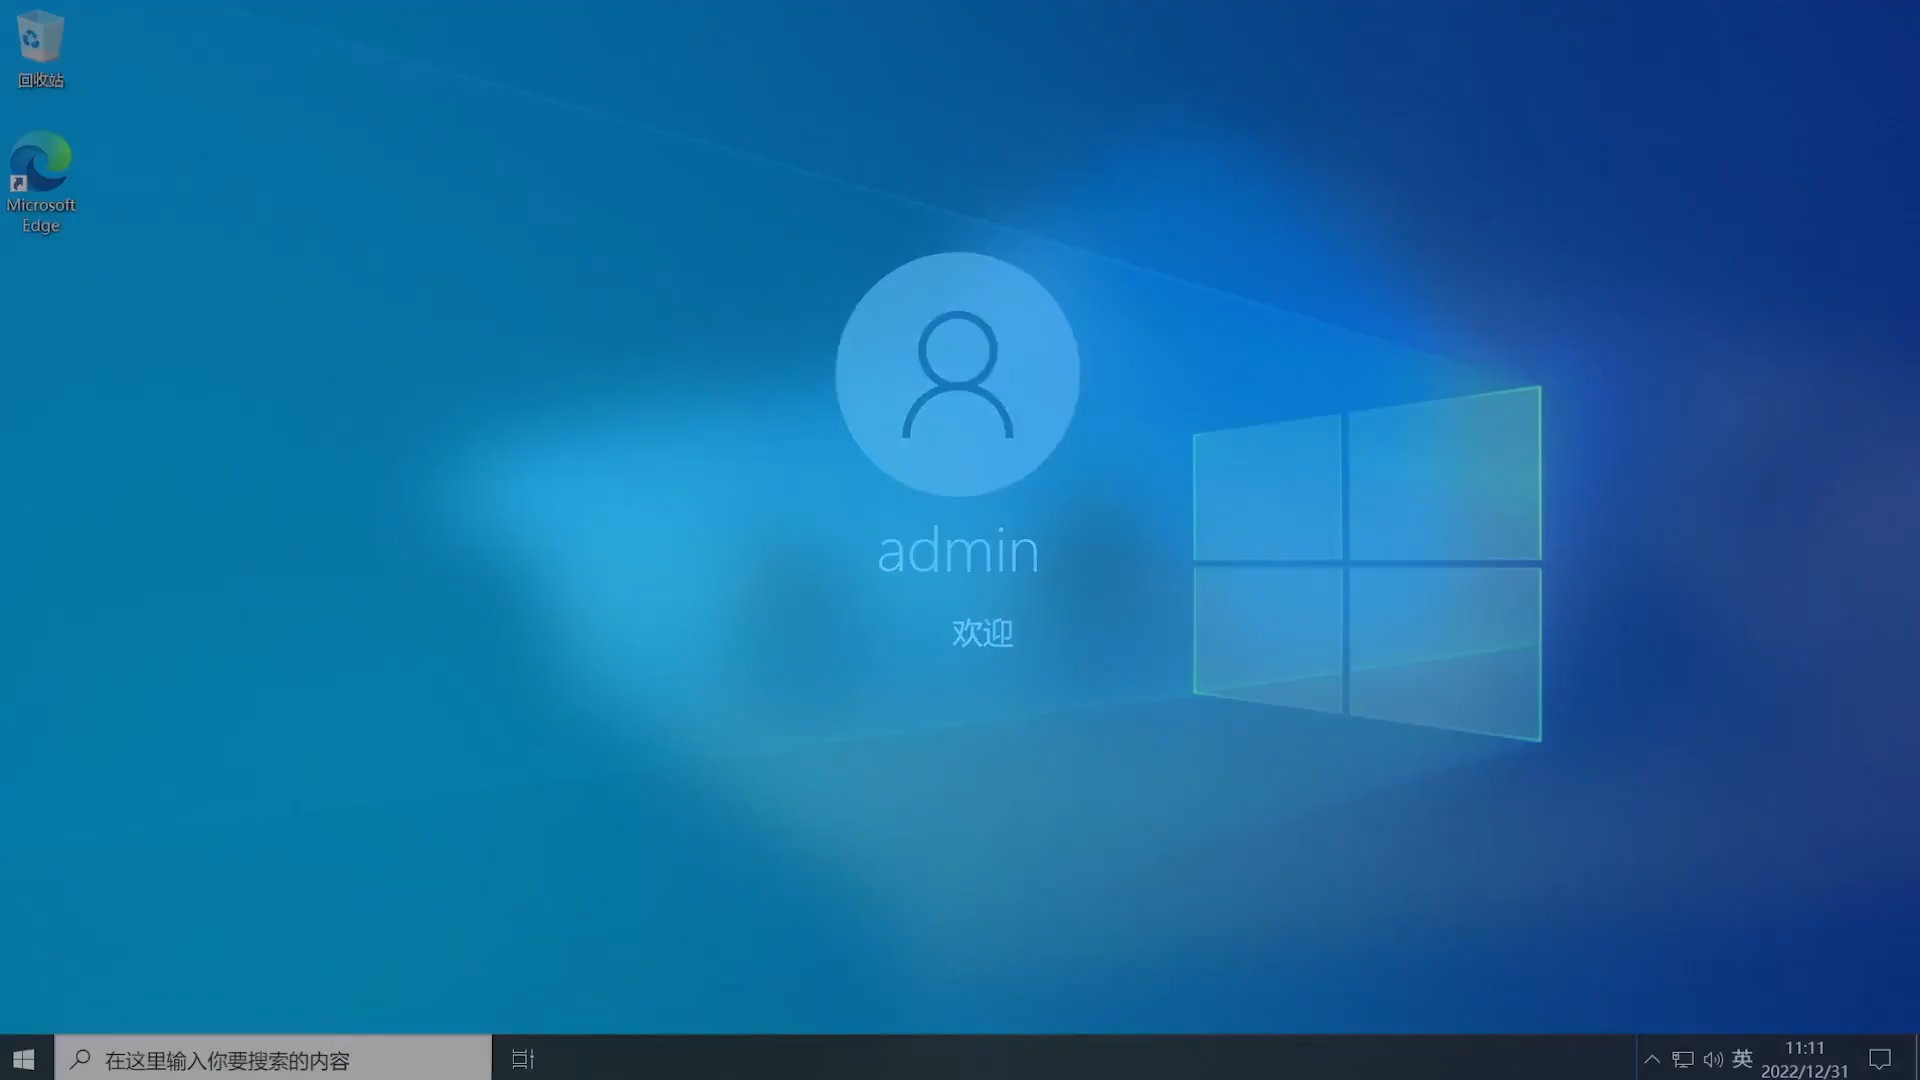 回收站
Microsoft
Edge
admin
欢迎
在这里输入你要搜索的内容
英
11:11
2022/12/31